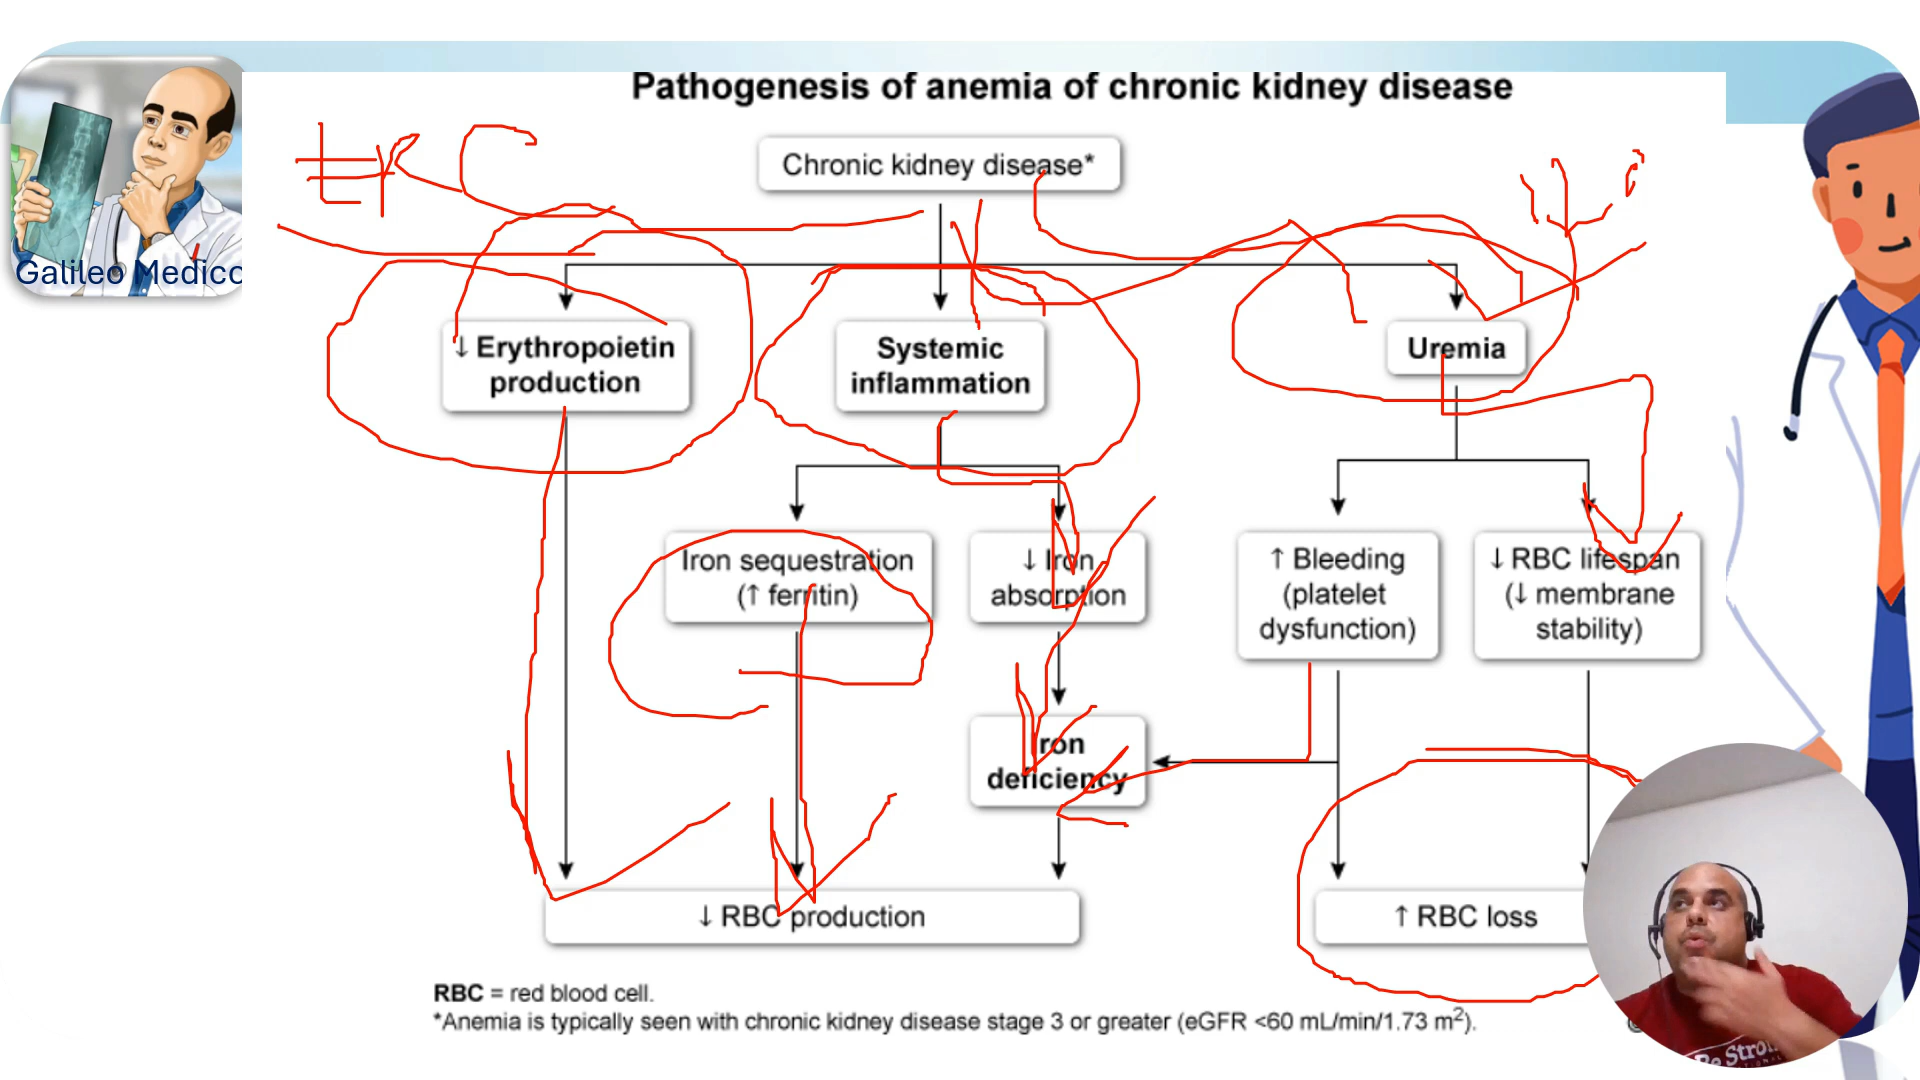 Pathogenesis of anemia of chronic kidney disease
Galileo Medico
Chronic kidney disease*
↓ Erythropoietin
production
Systemic
inflammation
Uremia
Iron sequestration
(↑ ferritin)
↓ Iron
absorption
↑ Bleeding
(platelet
dysfunction)
↓ RBC lifespan
(↓ membrane
stability)
Iron
deficiency
↓ RBC production
↑ RBC loss
RBC = red blood cell.
*Anemia is typically seen with chronic kidney disease stage 3 or greater (eGFR <60 mL/min/1.73 m²).
Be Stron